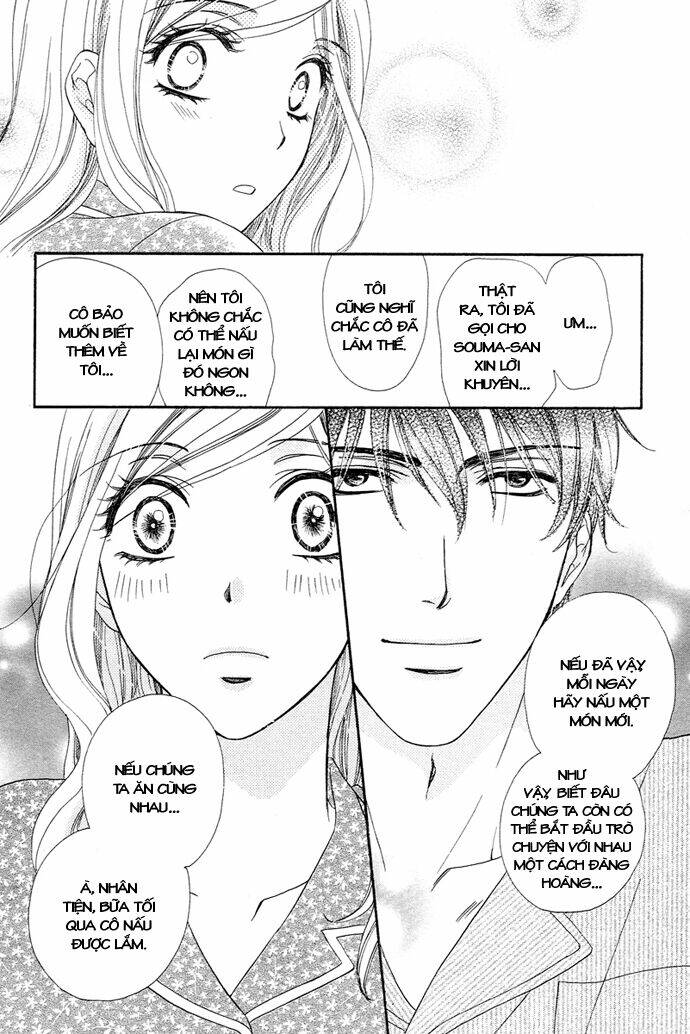 ƯM...
THẬT
RA, TÔI ĐÃ
GỌI CHO
SOUMA-SAN
XIN LỜI
KHUYÊN...
TÔI
CŨNG NGHĨ
CHẮC CÔ ĐÃ
LÀM THẾ.
NÊN TÔI
KHÔNG CHẮC
CÓ THỂ NẤU
LẠI MÓN GÌ
ĐÓ NGON
KHÔNG...
CÔ BẢO
MUỐN BIẾT
THÊM VỀ
TÔI...
NẾU ĐÃ VẬY,
MỖI NGÀY
HÃY NẤU MỘT
MÓN MỚI.
NHƯ
VẬY, BIẾT ĐÂU
CHÚNG TA CÒN CÓ
THỂ BẮT ĐẦU TRÒ
CHUYỆN VỚI NHAU
MỘT CÁCH ĐÀNG
HOÀNG...
NẾU CHÚNG
TA ĂN CÙNG
NHAU...
À, NHÂN
TIỆN, BỮA TỐI
QUA CÔ NẤU
ĐƯỢC LẮM.